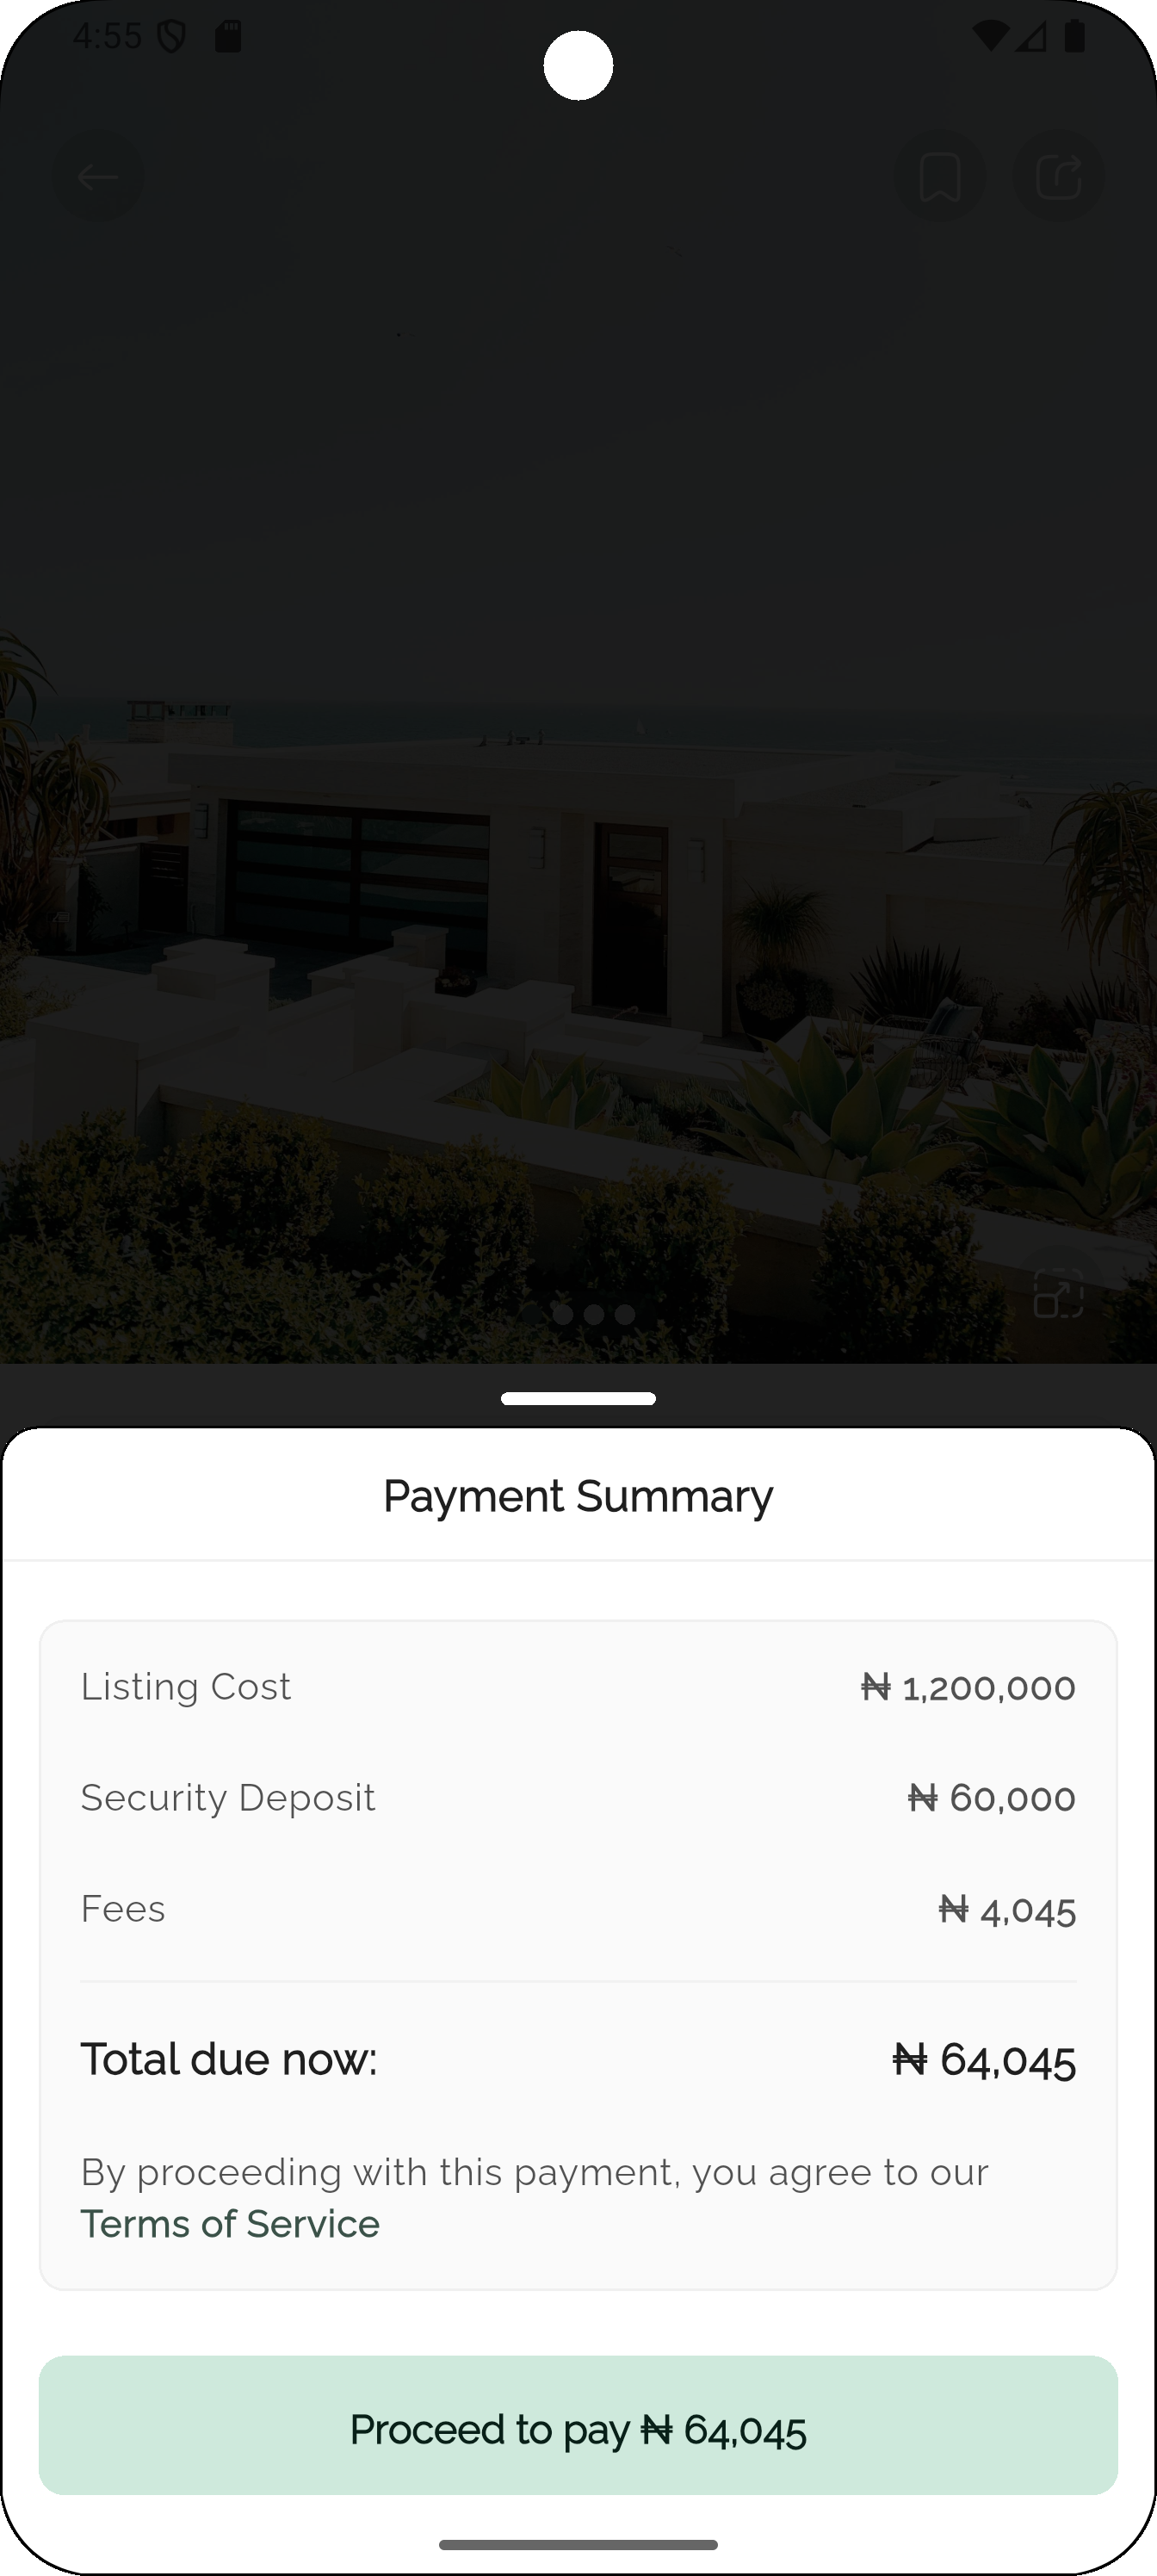 4:55
Payment Summary
Listing Cost ₦ 1,200,000
Security Deposit ₦ 60,000
Fees ₦ 4,045
Total due now: ₦ 64,045
By proceeding with this payment, you agree to our
Terms of Service
Proceed to pay ₦ 64,045